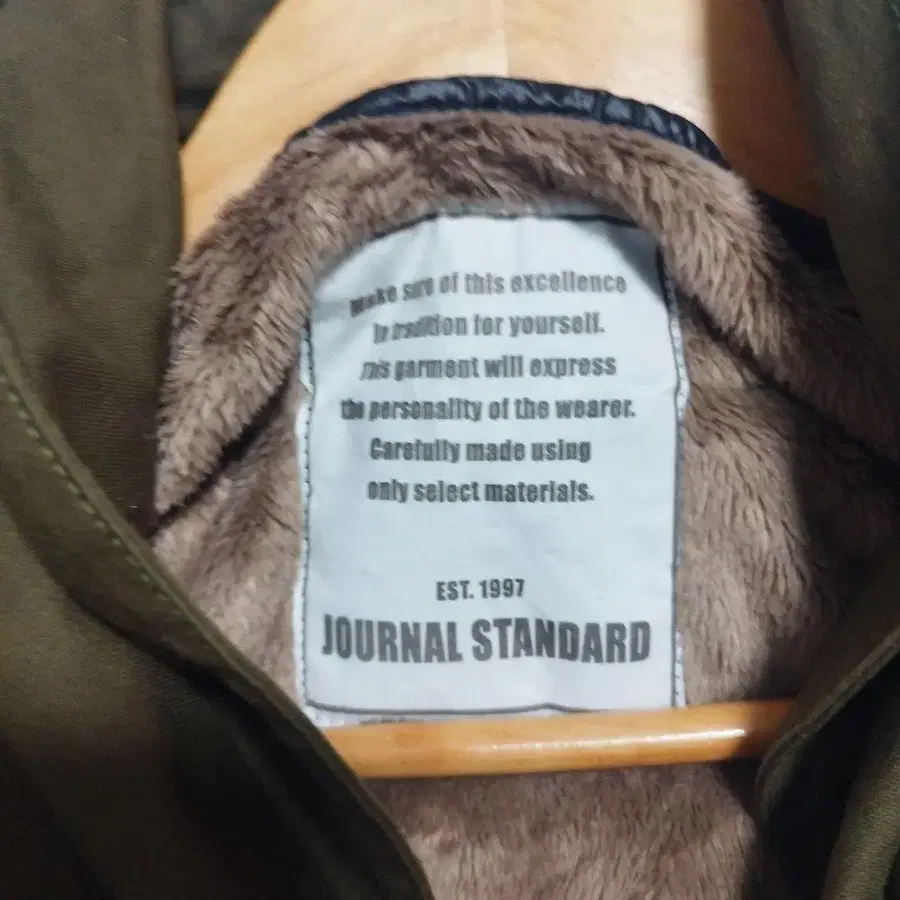 Make sure of this excellence
in tradition for yourself.
This garment will express
the personality of the wearer.
Carefully made using
only select materials.
EST. 1997
JOURNAL STANDARD